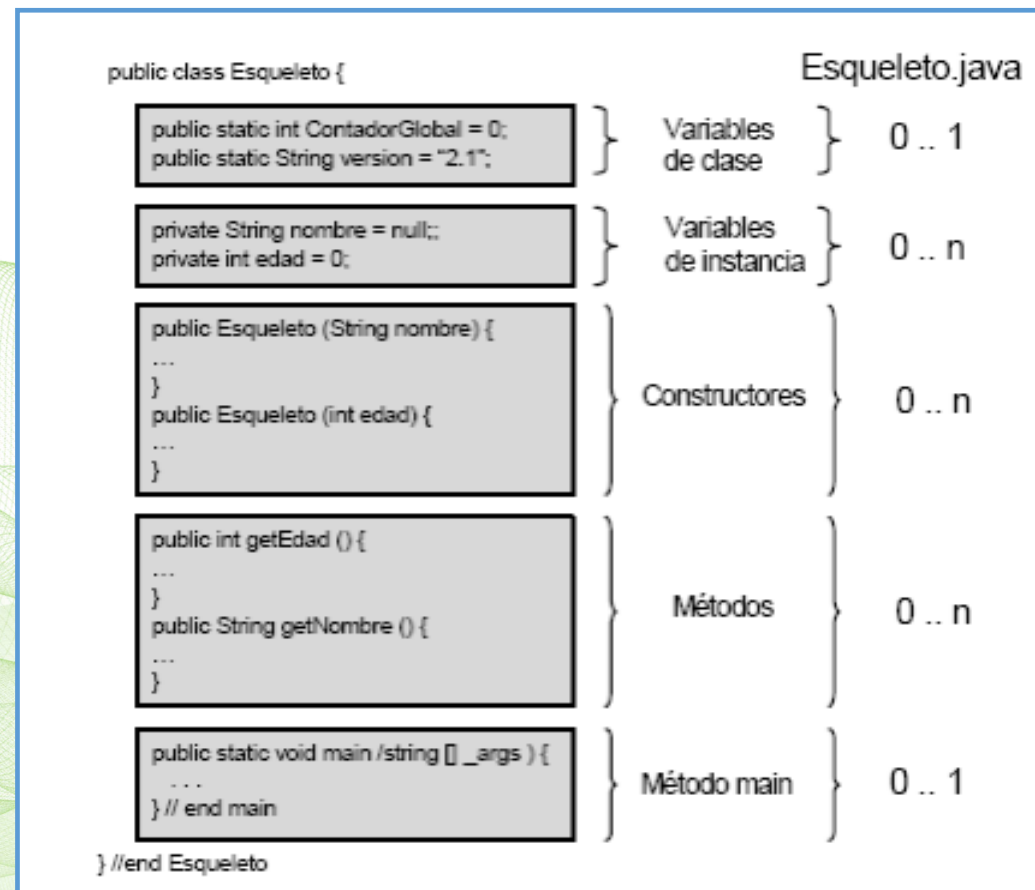 public class Esqueleto {
Esqueleto.java
public static int ContadorGlobal = 0;
public static String version = "2.1";
Variables
de clase
0 .. 1
private String nombre = null;;
private int edad = 0;
Variables
de instancia
0 .. n
public Esqueleto (String nombre) {
...
}
public Esqueleto (int edad) {
...
}
Constructores
0 .. n
public int getEdad () {
...
}
public String getNombre () {
...
}
Métodos
0 .. n
public static void main /string [] _args ) {
. . .
} // end main
Método main
0 .. 1
} //end Esqueleto